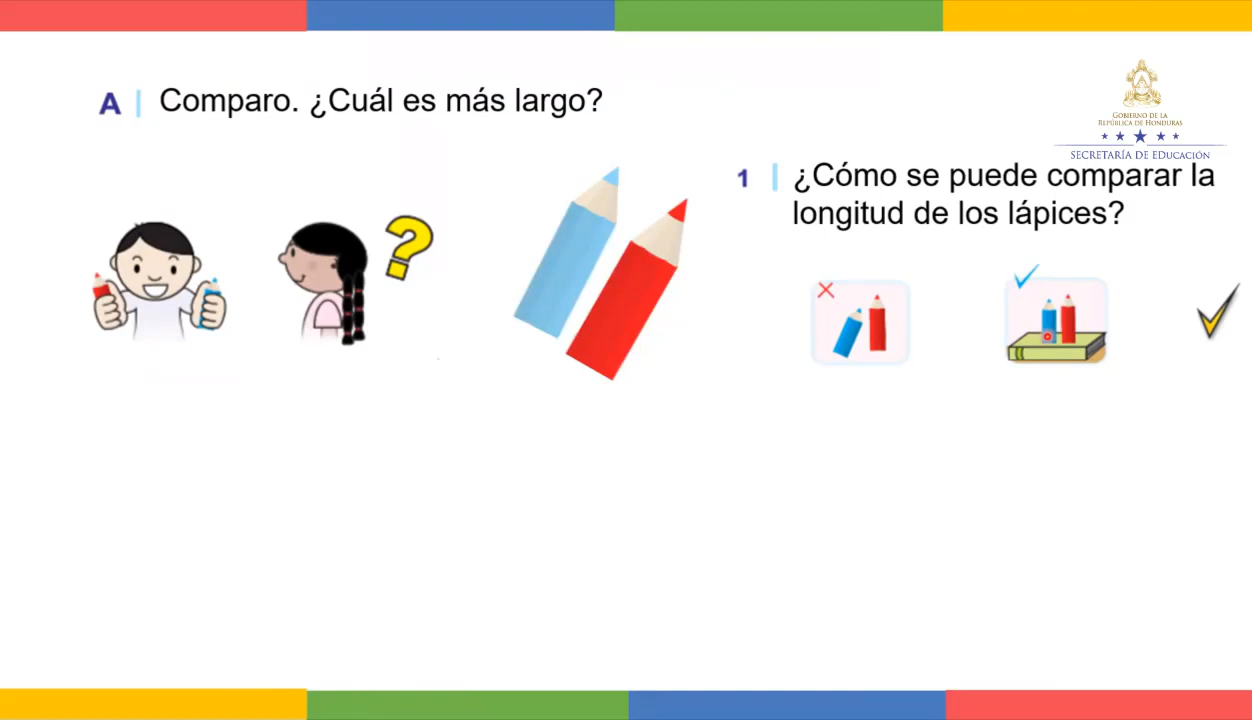 A
Comparo. ¿Cuál es más largo?
GOBIERNO DE LA
REPÚBLICA DE HONDURAS
SECRETARÍA DE EDUCACIÓN
1
¿Cómo se puede comparar la
longitud de los lápices?
?